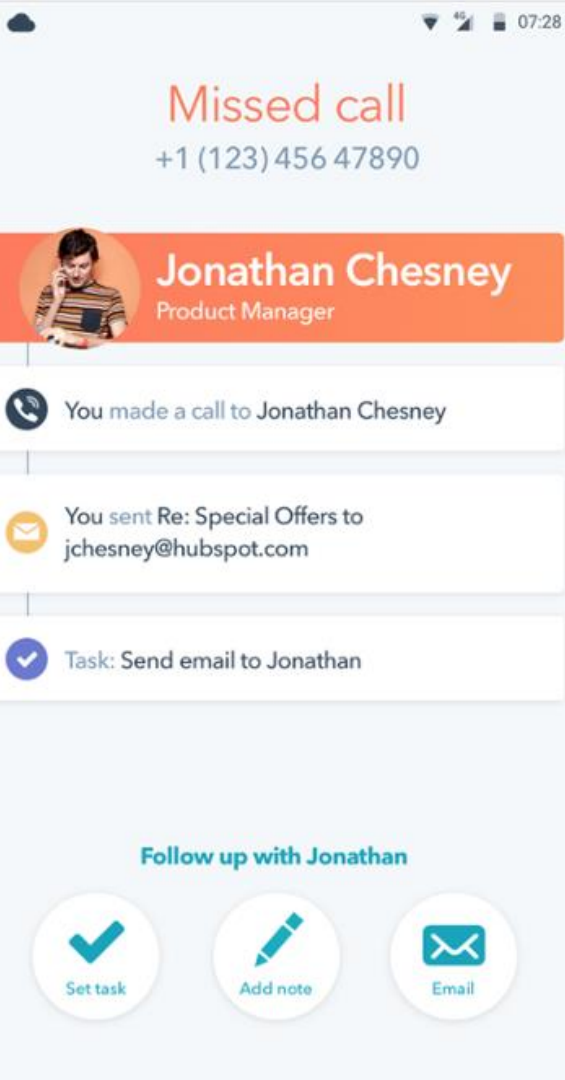 4G 07:28
Missed call
+1 (123) 456 47890
Jonathan Chesney
Product Manager
You made a call to Jonathan Chesney
You sent Re: Special Offers to
jchesney@hubspot.com
Task: Send email to Jonathan
Follow up with Jonathan
Set task Add note Email